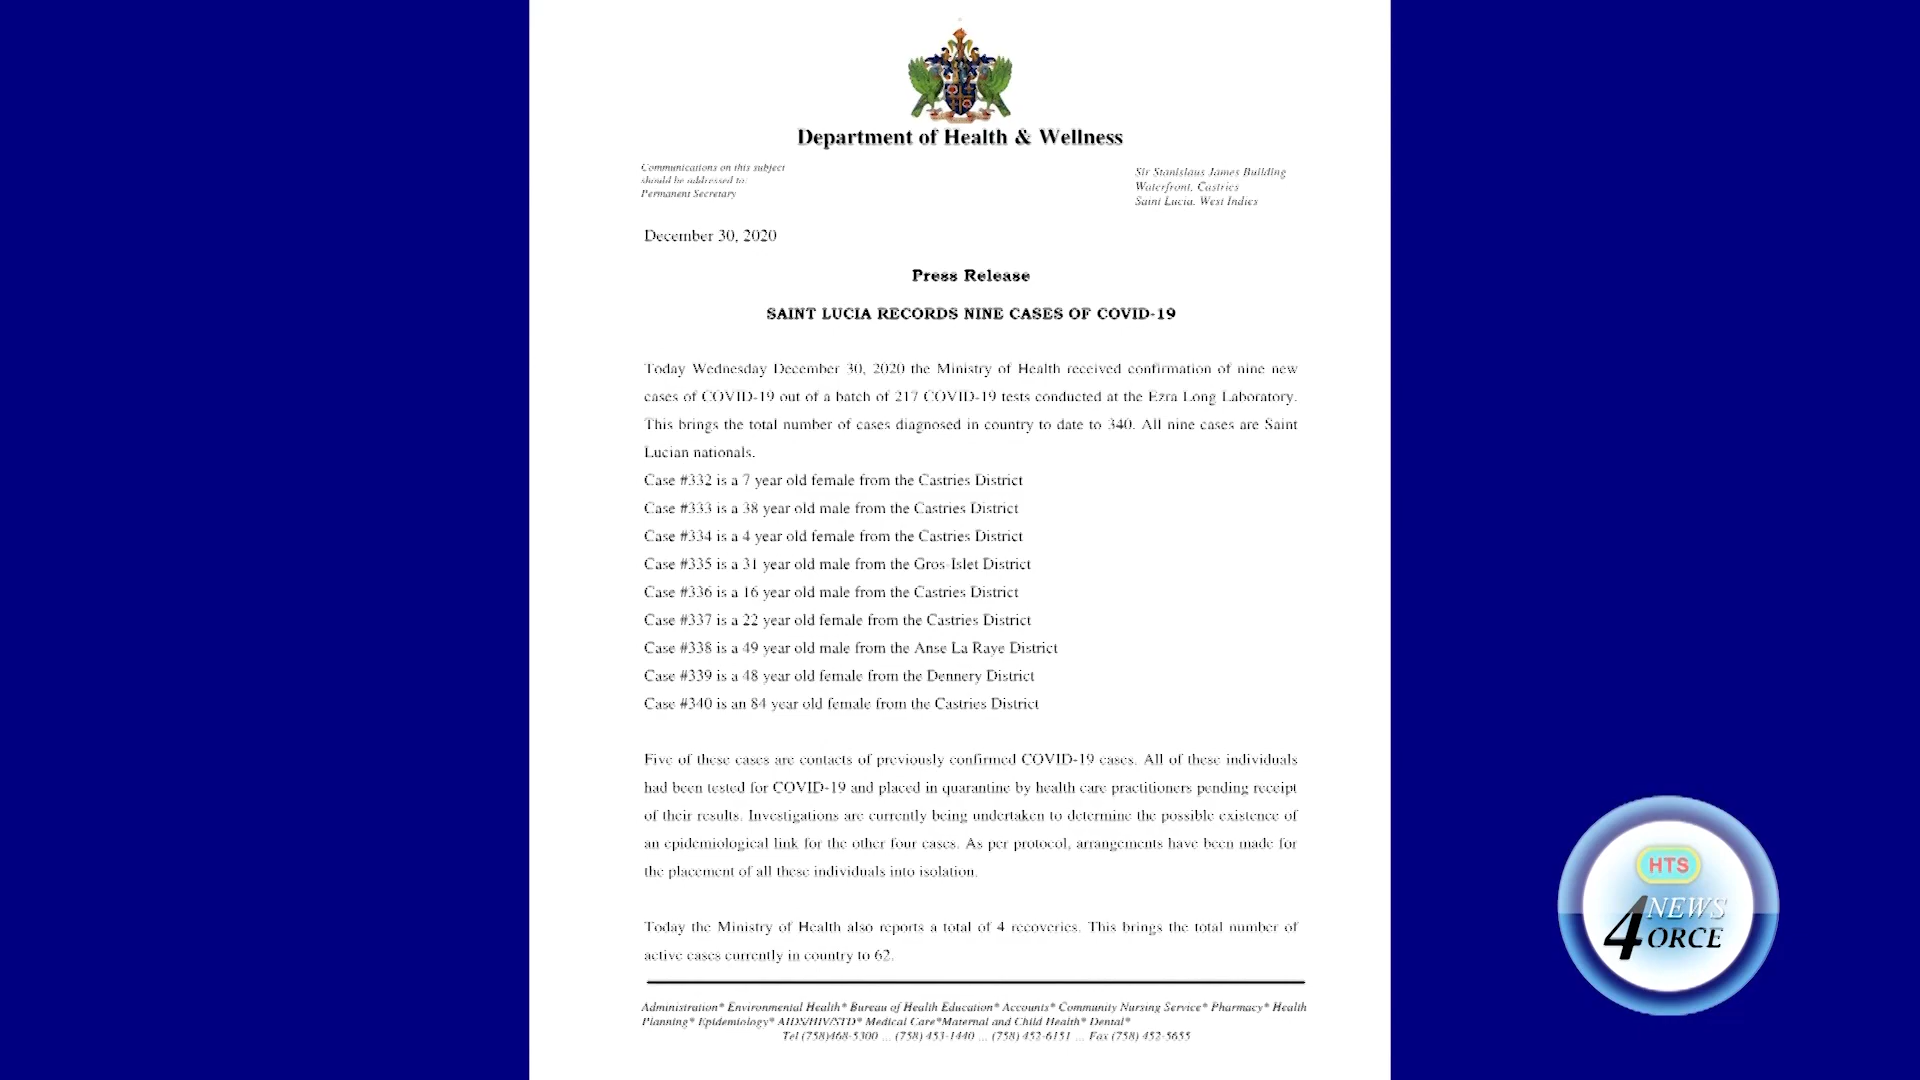 Department of Health & Wellness
Communications on this subject
should be addressed to:
Permanent Secretary
Sir Stanislaus James Building
Waterfront, Castries
Saint Lucia, West Indies
December 30, 2020
Press Release
SAINT LUCIA RECORDS NINE CASES OF COVID-19
Today Wednesday December 30, 2020 the Ministry of Health received confirmation of nine new
cases of COVID-19 out of a batch of 217 COVID-19 tests conducted at the Ezra Long Laboratory.
This brings the total number of cases diagnosed in country to date to 340. All nine cases are Saint
Lucian nationals.
Case #332 is a 7 year old female from the Castries District
Case #333 is a 38 year old male from the Castries District
Case #334 is a 4 year old female from the Castries District
Case #335 is a 31 year old male from the Gros-Islet District
Case #336 is a 16 year old male from the Castries District
Case #337 is a 22 year old female from the Castries District
Case #338 is a 49 year old male from the Anse La Raye District
Case #339 is a 48 year old female from the Dennery District
Case #340 is an 84 year old female from the Castries District
Five of these cases are contacts of previously confirmed COVID-19 cases. All of these individuals
had been tested for COVID-19 and placed in quarantine by health care practitioners pending receipt
of their results. Investigations are currently being undertaken to determine the possible existence of
an epidemiological link for the other four cases. As per protocol, arrangements have been made for
the placement of all these individuals into isolation.
Today the Ministry of Health also reports a total of 4 recoveries. This brings the total number of
active cases currently in country to 62.
Administration* Environmental Health* Bureau of Health Education* Accounts* Community Nursing Service* Pharmacy* Health
Planning* Epidemiology* AIDS/HIV/STD* Medical Care*Maternal and Child Health* Dental*
Tel (758)468-5300 ... (758) 453-1440 ... (758) 452-6151 ... Fax (758) 452-5655
HTS
NEWS
4ORCE